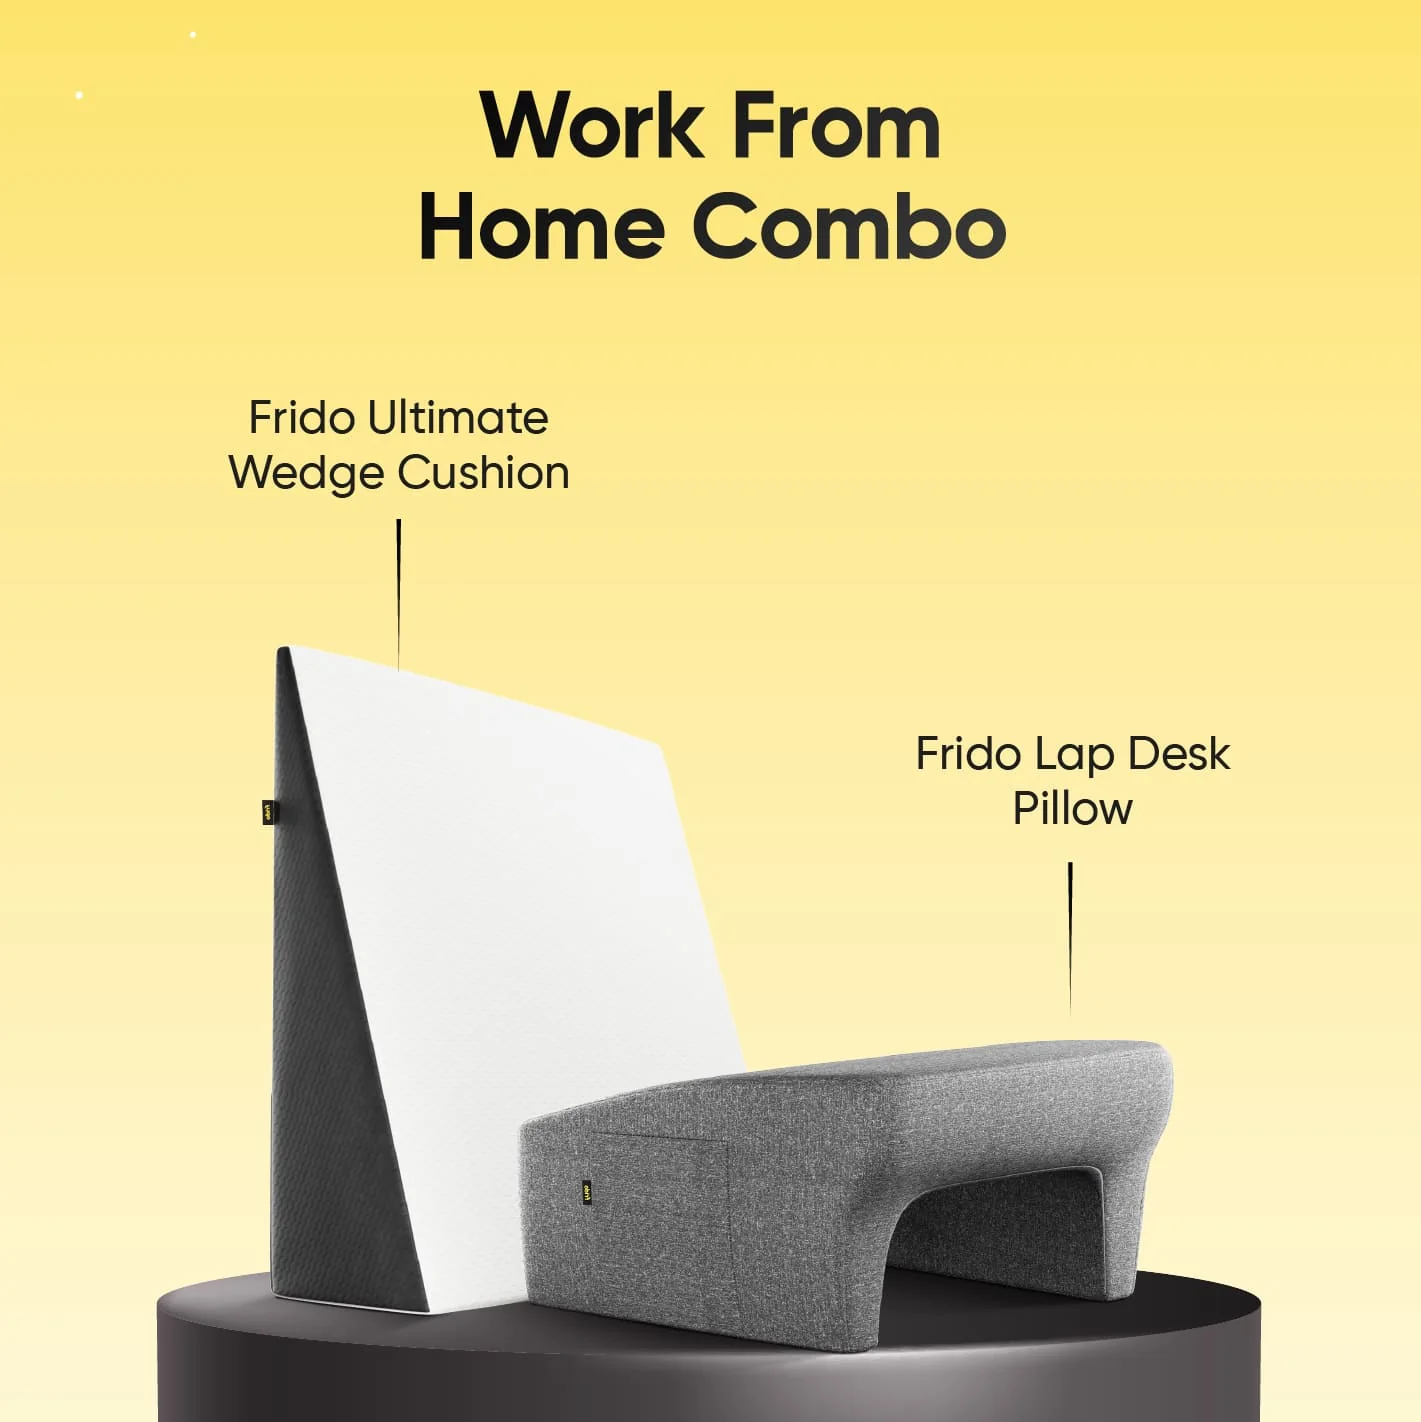 Work From
Home Combo
Frido Ultimate
Wedge Cushion
Frido Lap Desk
Pillow